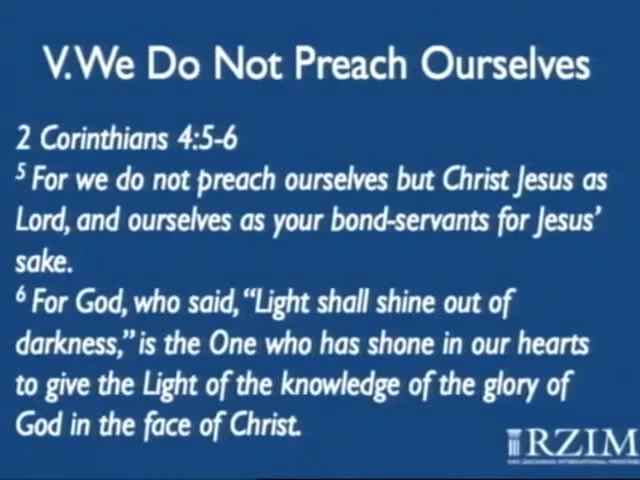 V. We Do Not Preach Ourselves
2 Corinthians 4:5-6
5 For we do not preach ourselves but Christ Jesus as
Lord, and ourselves as your bond-servants for Jesus’
sake.
6 For God, who said, “Light shall shine out of
darkness,” is the One who has shone in our hearts
to give the Light of the knowledge of the glory of
God in the face of Christ.
RZIM